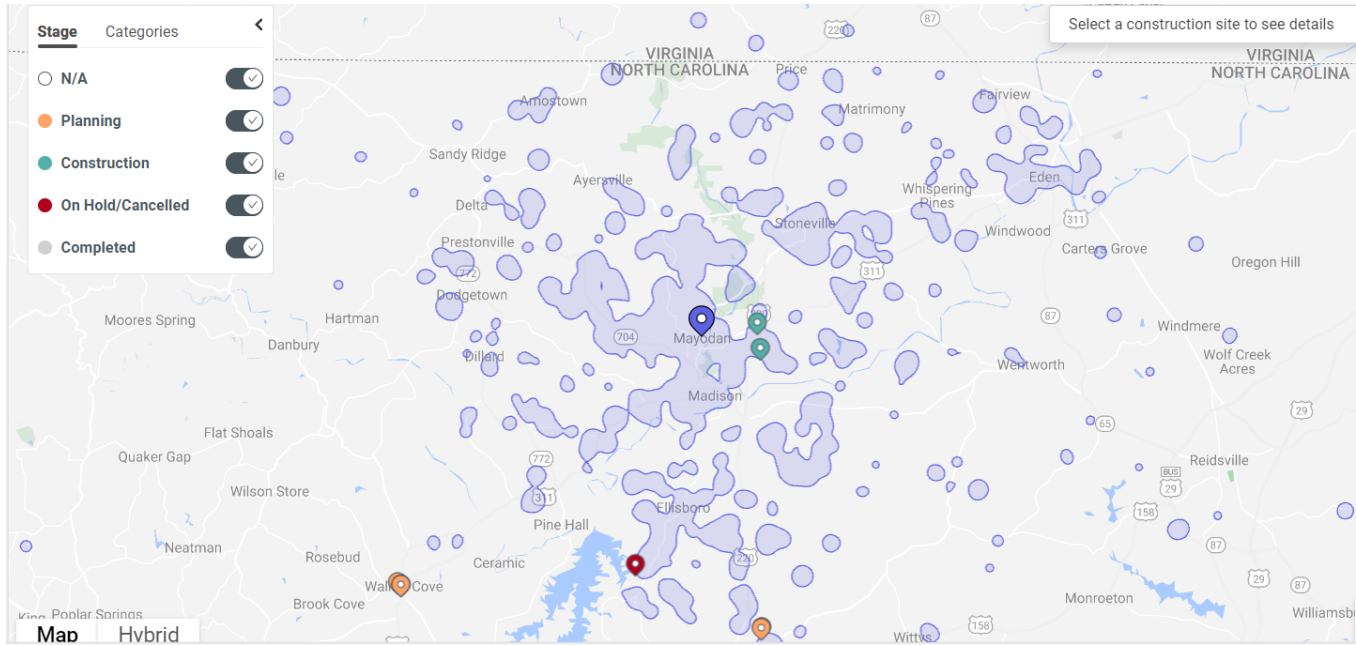 Stage Categories
N/A
Planning
Construction
On Hold/Cancelled
Completed
Select a construction site to see details
87
220
VIRGINIA
NORTH CAROLINA
VIRGINIA
NORTH CAROLINA
Price
Amostown
Matrimony
Fairview
Sandy Ridge
le
Ayersville
Eden
Whispering
Pines
Delta
311
Stoneville
Windwood
Prestonville
Carters Grove
Oregon Hill
772
311
Dodgetown
Moores Spring
Hartman
87
Windmere
Danbury
704
Mayodan
Dillard
Wentworth
Wolf Creek
Acres
Madison
29
65
Flat Shoals
772
Quaker Gap
Reidsville
BUS
29
Wilson Store
311
Ellisboro
158
Pine Hall
Neatman
87
Rosebud
Ceramic
220
Brook Cove
29
87
Monroeton
Poplar Springs
Williamsbu
158
Wittys
Map Hybrid